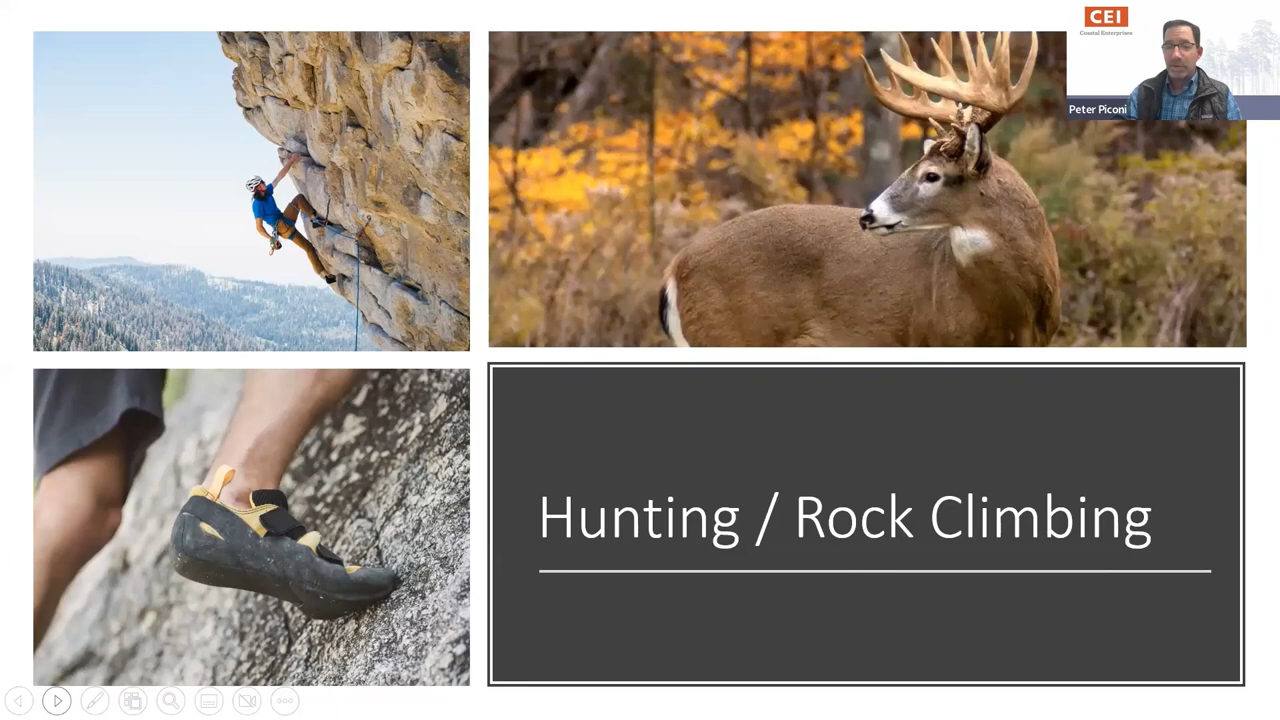 CEI
Coastal Enterprises
Peter Piconi
Hunting / Rock Climbing